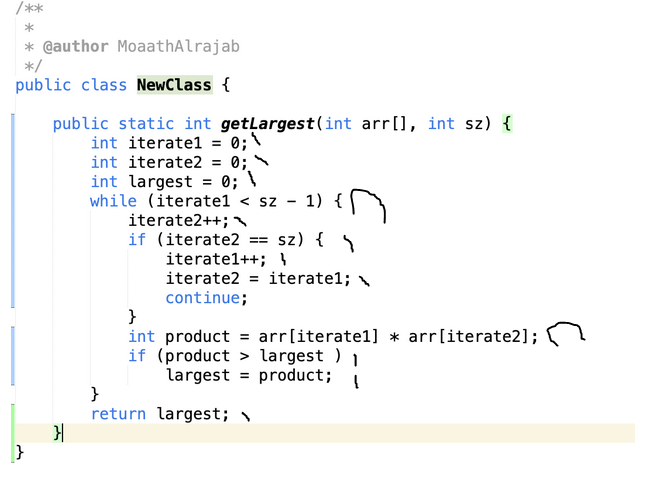 /**
*
* @author MoaathAlrajab
*/
public class NewClass {
public static int getLargest(int arr[], int sz) {
int iterate1 = 0;
int iterate2 = 0;
int largest = 0;
while (iterate1 < sz - 1) {
iterate2++;
if (iterate2 == sz) {
iterate1++;
iterate2 = iterate1;
continue;
}
int product = arr[iterate1] * arr[iterate2];
if (product > largest )
largest = product;
}
return largest;
}
}